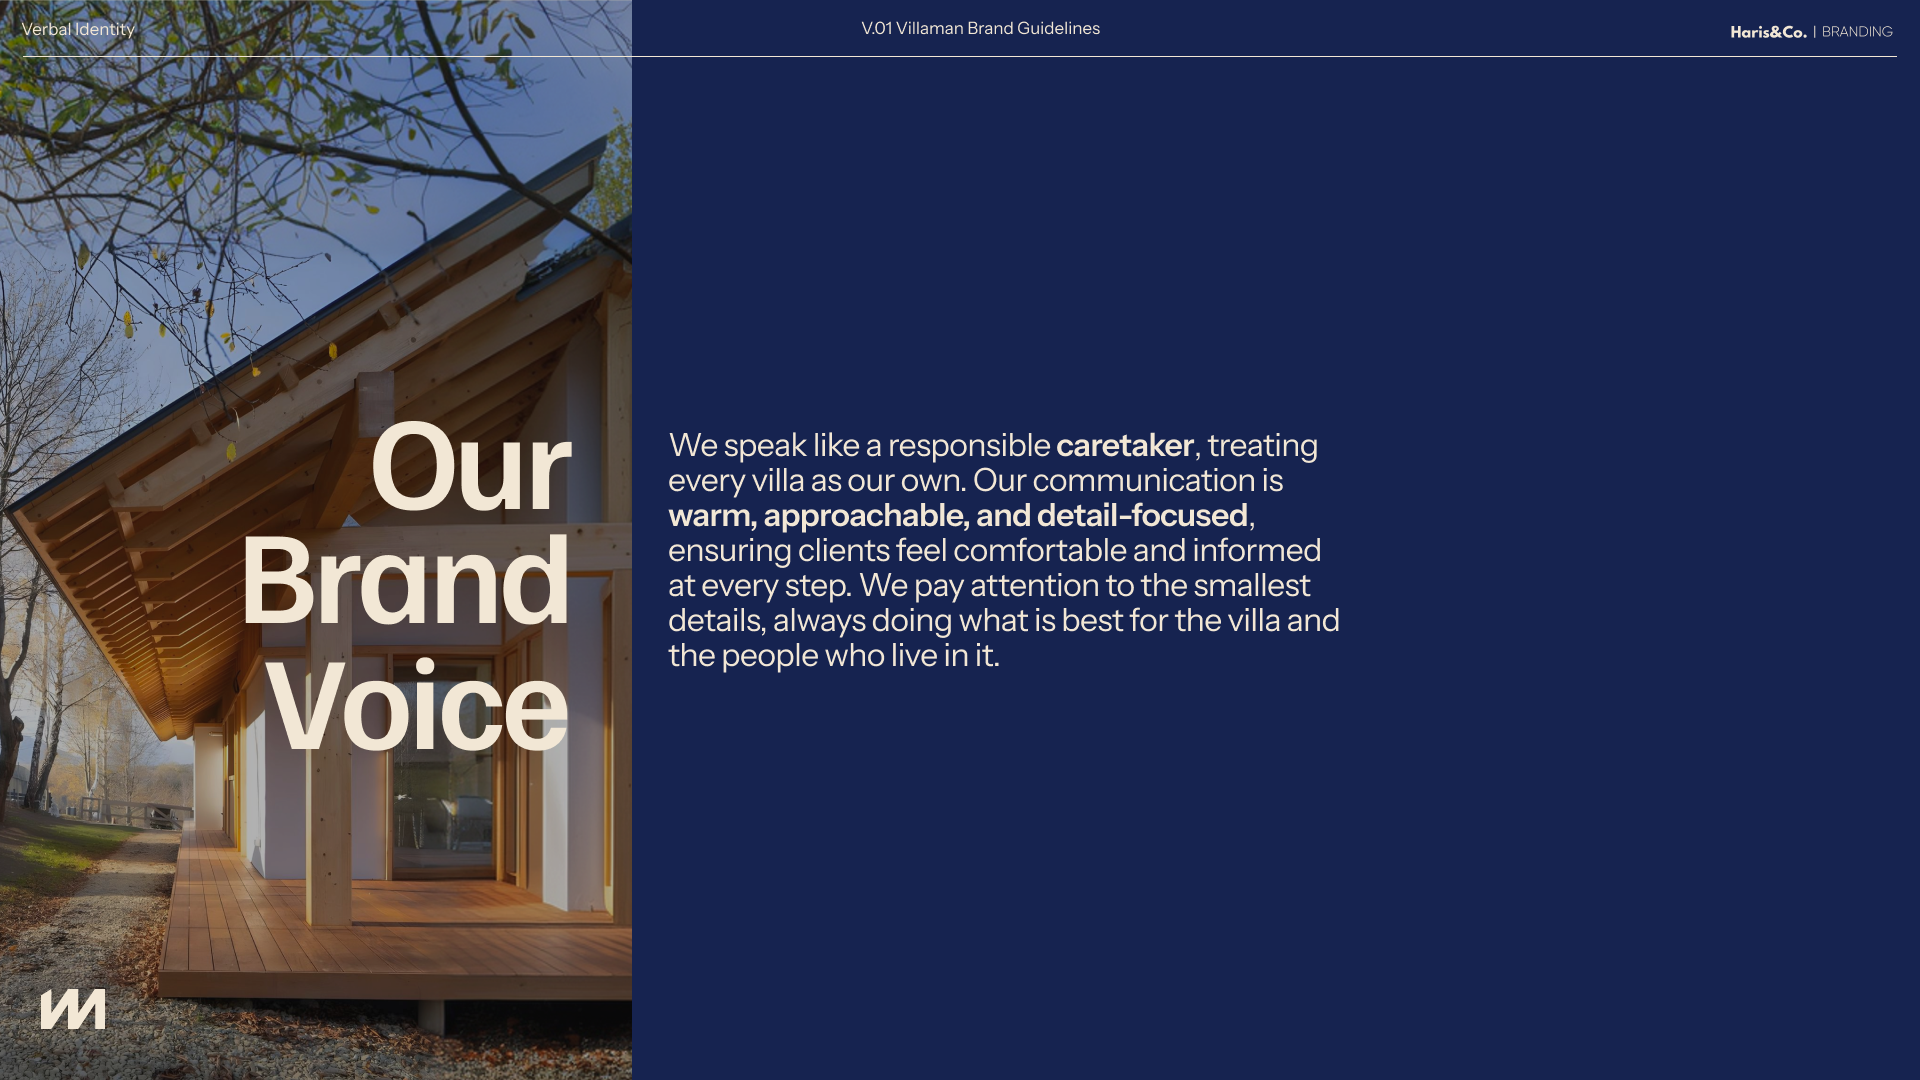 Verbal Identity
V.01 Villaman Brand Guidelines
Haris&Co. | BRANDING
Our
Brand
Voice
We speak like a responsible caretaker, treating
every villa as our own. Our communication is
warm, approachable, and detail-focused,
ensuring clients feel comfortable and informed
at every step. We pay attention to the smallest
details, always doing what is best for the villa and
the people who live in it.